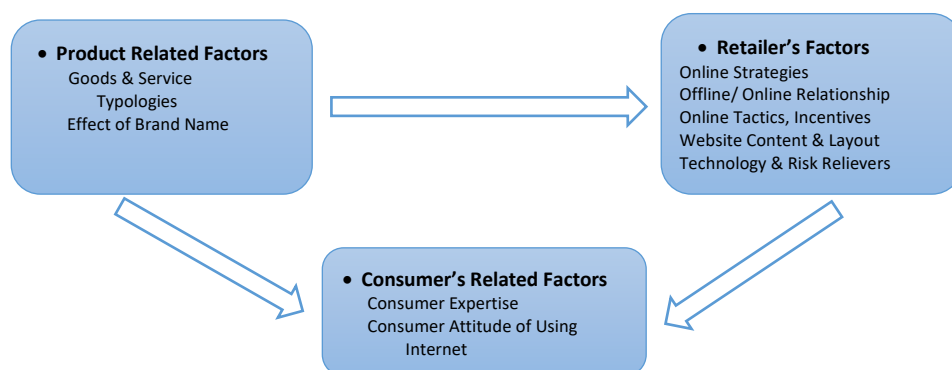 • Product Related Factors
Goods & Service
Typologies
Effect of Brand Name
• Retailer's Factors
Online Strategies
Offline/ Online Relationship
Online Tactics, Incentives
Website Content & Layout
Technology & Risk Relievers
• Consumer's Related Factors
Consumer Expertise
Consumer Attitude of Using
Internet